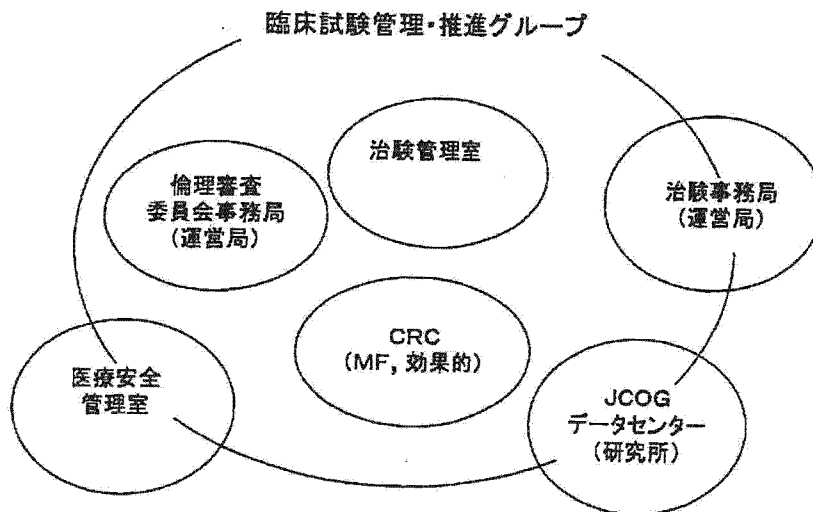 臨床試験管理・推進グループ
治験管理室
倫理審査
委員会事務局
(運営局)
治験事務局
(運営局)
CRC
(MF, 効果的)
医療安全
管理室
JCOG
データセンター
(研究所)